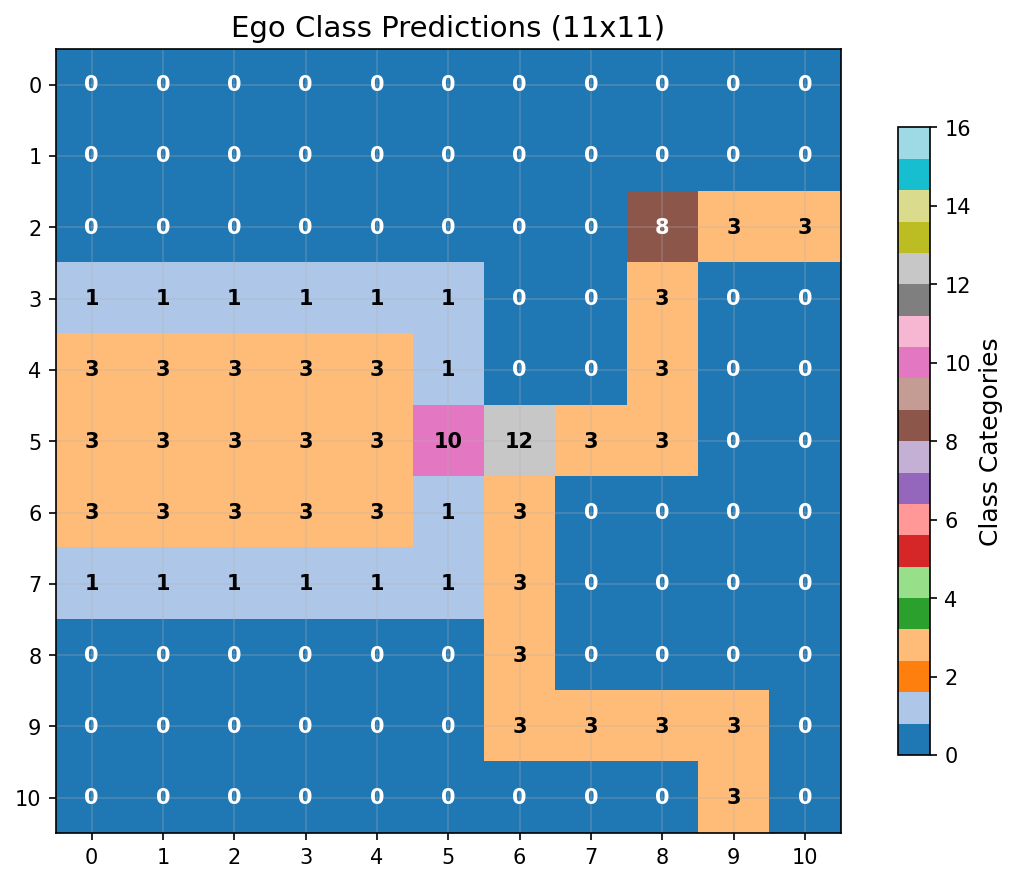 Ego Class Predictions (11x11)
0 0 0 0 0 0 0 0 0 0 0 0
1 0 0 0 0 0 0 0 0 0 0 0
2 0 0 0 0 0 0 0 0 8 3 3
3 1 1 1 1 1 1 0 0 3 0 0
4 3 3 3 3 3 1 0 0 3 0 0
5 3 3 3 3 3 10 12 3 3 0 0
6 3 3 3 3 3 1 3 0 0 0 0
7 1 1 1 1 1 1 3 0 0 0 0
8 0 0 0 0 0 0 3 0 0 0 0
9 0 0 0 0 0 0 3 3 3 3 0
10 0 0 0 0 0 0 0 0 0 3 0
0 1 2 3 4 5 6 7 8 9 10
16
14
12
10
8
6
4
2
0
Class Categories